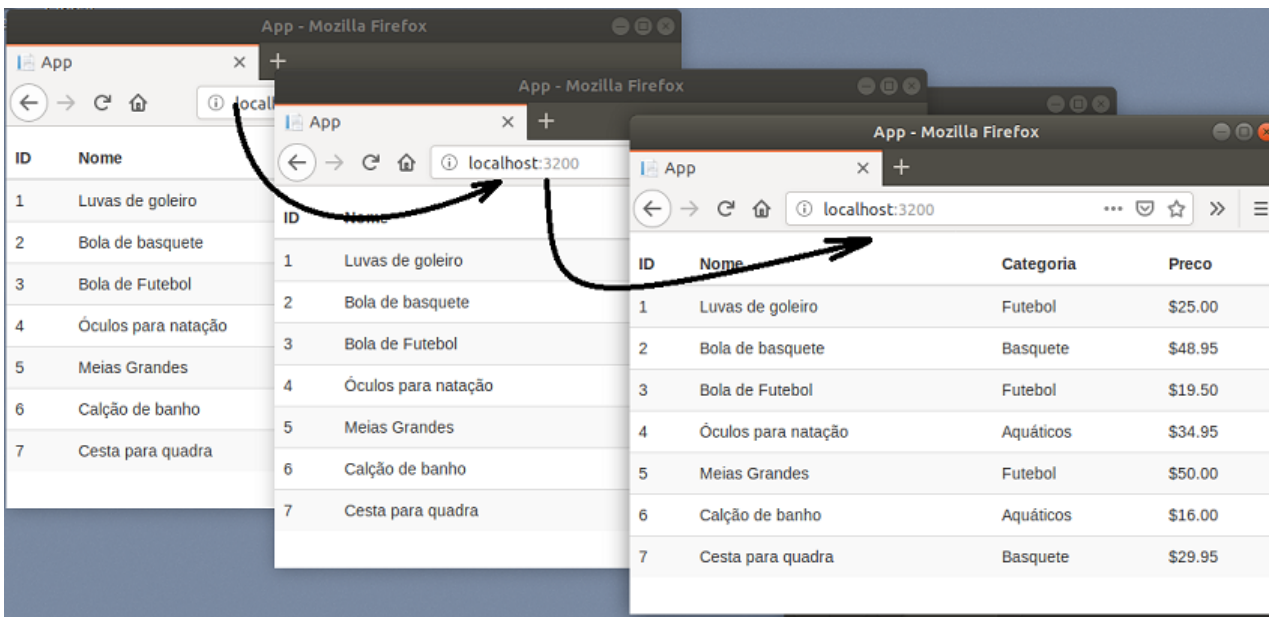 App - Mozilla Firefox
App
local
ID Nome
1 Luvas de goleiro
2 Bola de basquete
3 Bola de Futebol
4 Óculos para natação
5 Meias Grandes
6 Calção de banho
7 Cesta para quadra
App - Mozilla Firefox
App
localhost:3200
ID Nome
1 Luvas de goleiro
2 Bola de basquete
3 Bola de Futebol
4 Óculos para natação
5 Meias Grandes
6 Calção de banho
7 Cesta para quadra
App - Mozilla Firefox
App
localhost:3200
ID Nome Categoria Preco
1 Luvas de goleiro Futebol $25.00
2 Bola de basquete Basquete $48.95
3 Bola de Futebol Futebol $19.50
4 Óculos para natação Aquáticos $34.95
5 Meias Grandes Futebol $50.00
6 Calção de banho Aquáticos $16.00
7 Cesta para quadra Basquete $29.95